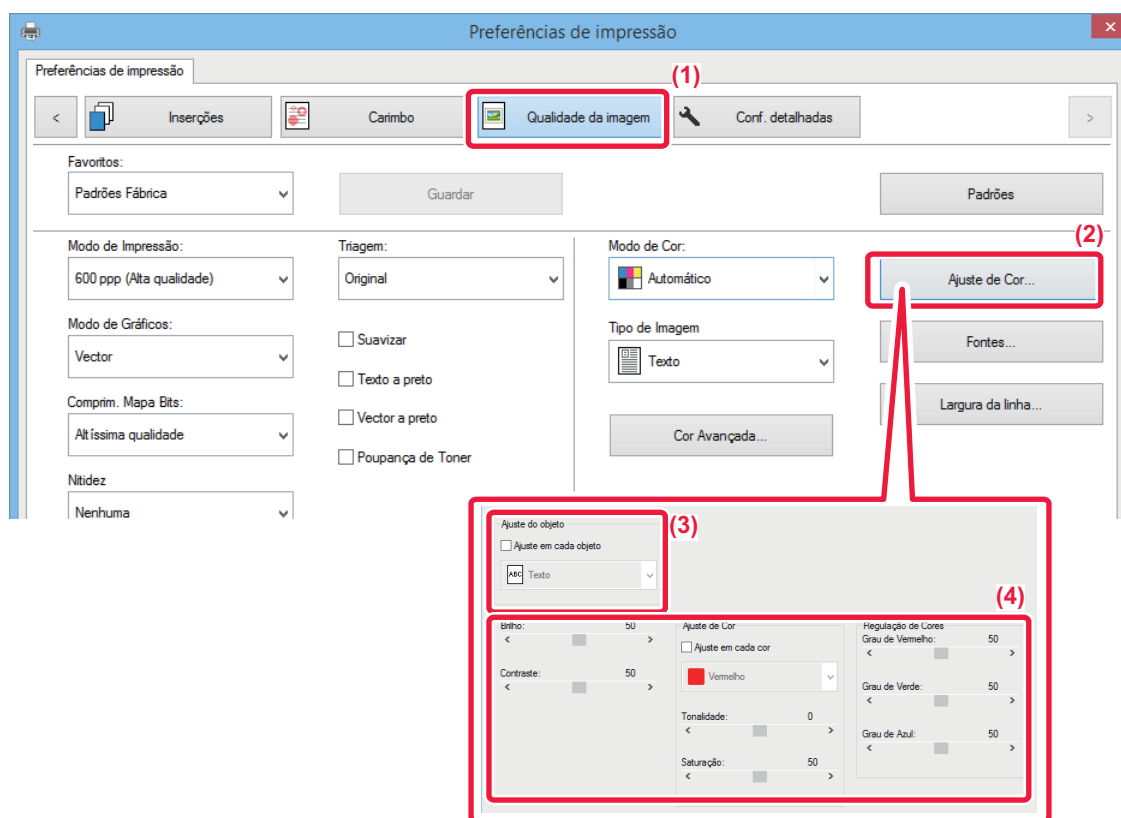 Preferências de impressão
Preferências de impressão
(1)
Inserções
Carimbo
Qualidade da imagem
Conf. detalhadas
Favoritos:
Padrões Fábrica
Guardar
Padrões
(2)
Modo de Impressão:
600 ppp (Alta qualidade)
Triagem:
Original
Modo de Cor:
Automático
Ajuste de Cor...
Modo de Gráficos:
Vector
Suavizar
Texto a preto
Tipo de Imagem
Texto
Fontes...
Comprim. Mapa Bits:
Altíssima qualidade
Vector a preto
Poupança de Toner
Cor Avançada...
Largura da linha...
Nitidez
Nenhuma
Ajuste do objeto
(3)
Ajuste em cada objeto
ABC Texto
(4)
Brilho: 50
Contraste: 50
Ajuste de Cor
Ajuste em cada cor
Vermelho
Tonalidade: 0
Saturação: 50
Regulação de Cores
Grau de Vermelho: 50
Grau de Verde: 50
Grau de Azul: 50